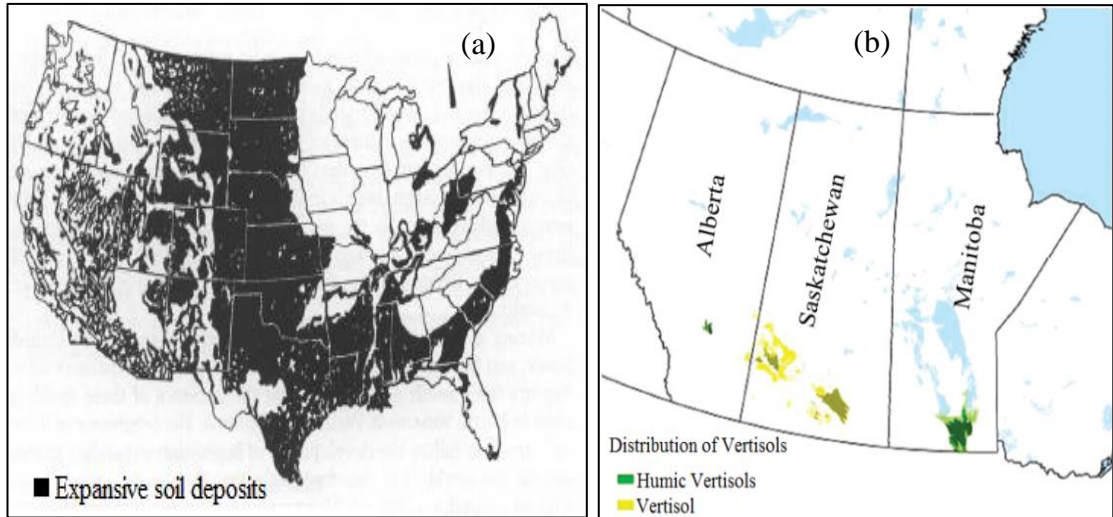 (a)
Expansive soil deposits
(b)
Alberta
Saskatchewan
Manitoba
Distribution of Vertisols
Humic Vertisols
Vertisol